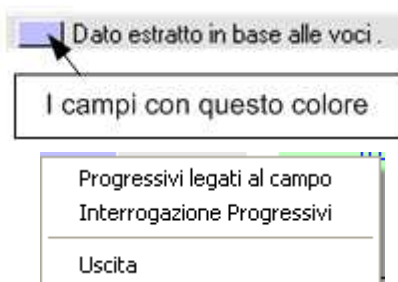 Dato estratto in base alle voci .
I campi con questo colore
Progressivi legati al campo
Interrogazione Progressivi
Uscita